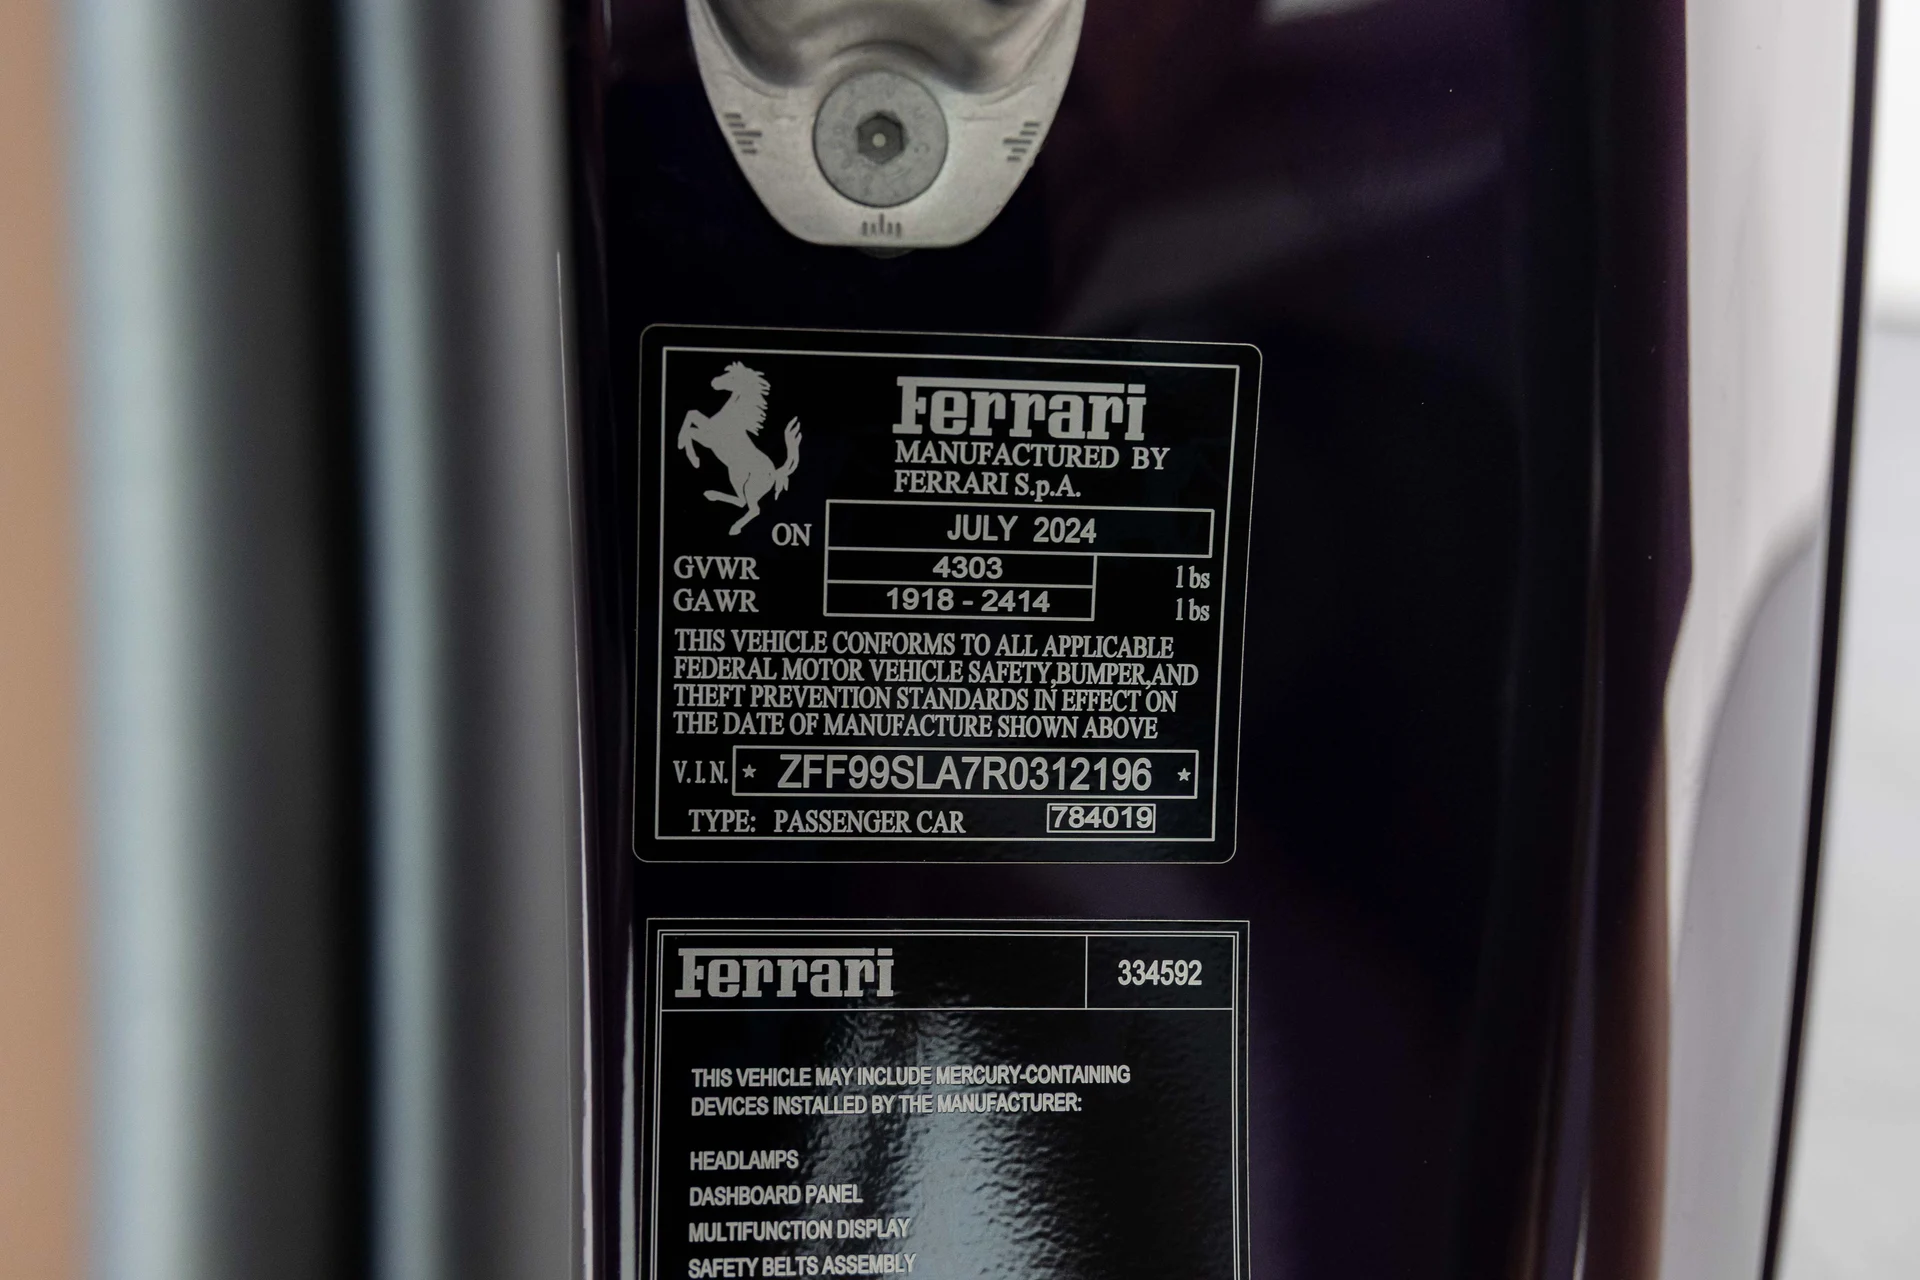 Ferrari
MANUFACTURED BY
FERRARI S.p.A.
ON JULY 2024
GVWR 4303 lbs
GAWR 1918 - 2414 lbs
THIS VEHICLE CONFORMS TO ALL APPLICABLE
FEDERAL MOTOR VEHICLE SAFETY,BUMPER,AND
THEFT PREVENTION STANDARDS IN EFFECT ON
THE DATE OF MANUFACTURE SHOWN ABOVE
V.I.N. ★ ZFF99SLA7R0312196 ★
TYPE: PASSENGER CAR 784019
Ferrari 334592
THIS VEHICLE MAY INCLUDE MERCURY-CONTAINING
DEVICES INSTALLED BY THE MANUFACTURER:
HEADLAMPS
DASHBOARD PANEL
MULTIFUNCTION DISPLAY
SAFETY BELTS ASSEMBLY